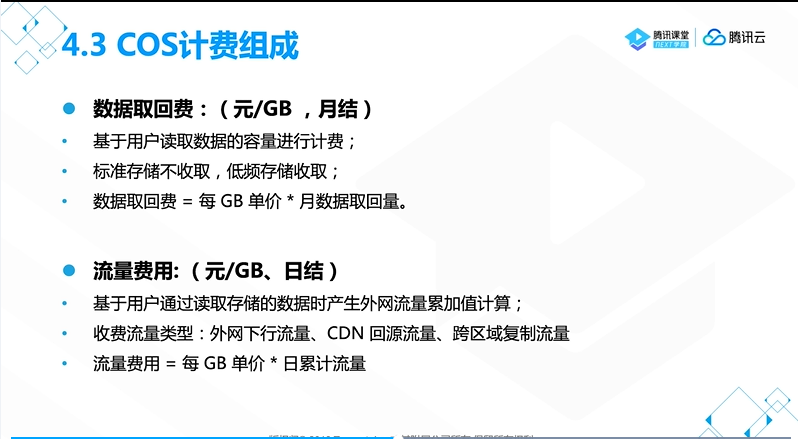 4.3 COS计费组成
腾讯课堂
NEXT学院
腾讯云
数据取回费：（元/GB ，月结）
基于用户读取数据的容量进行计费；
标准存储不收取，低频存储收取；
数据取回费 = 每 GB 单价 * 月数据取回量。
流量费用:（元/GB、日结）
基于用户通过读取存储的数据时产生外网流量累加值计算；
收费流量类型：外网下行流量、CDN 回源流量、跨区域复制流量
流量费用 = 每 GB 单价 * 日累计流量